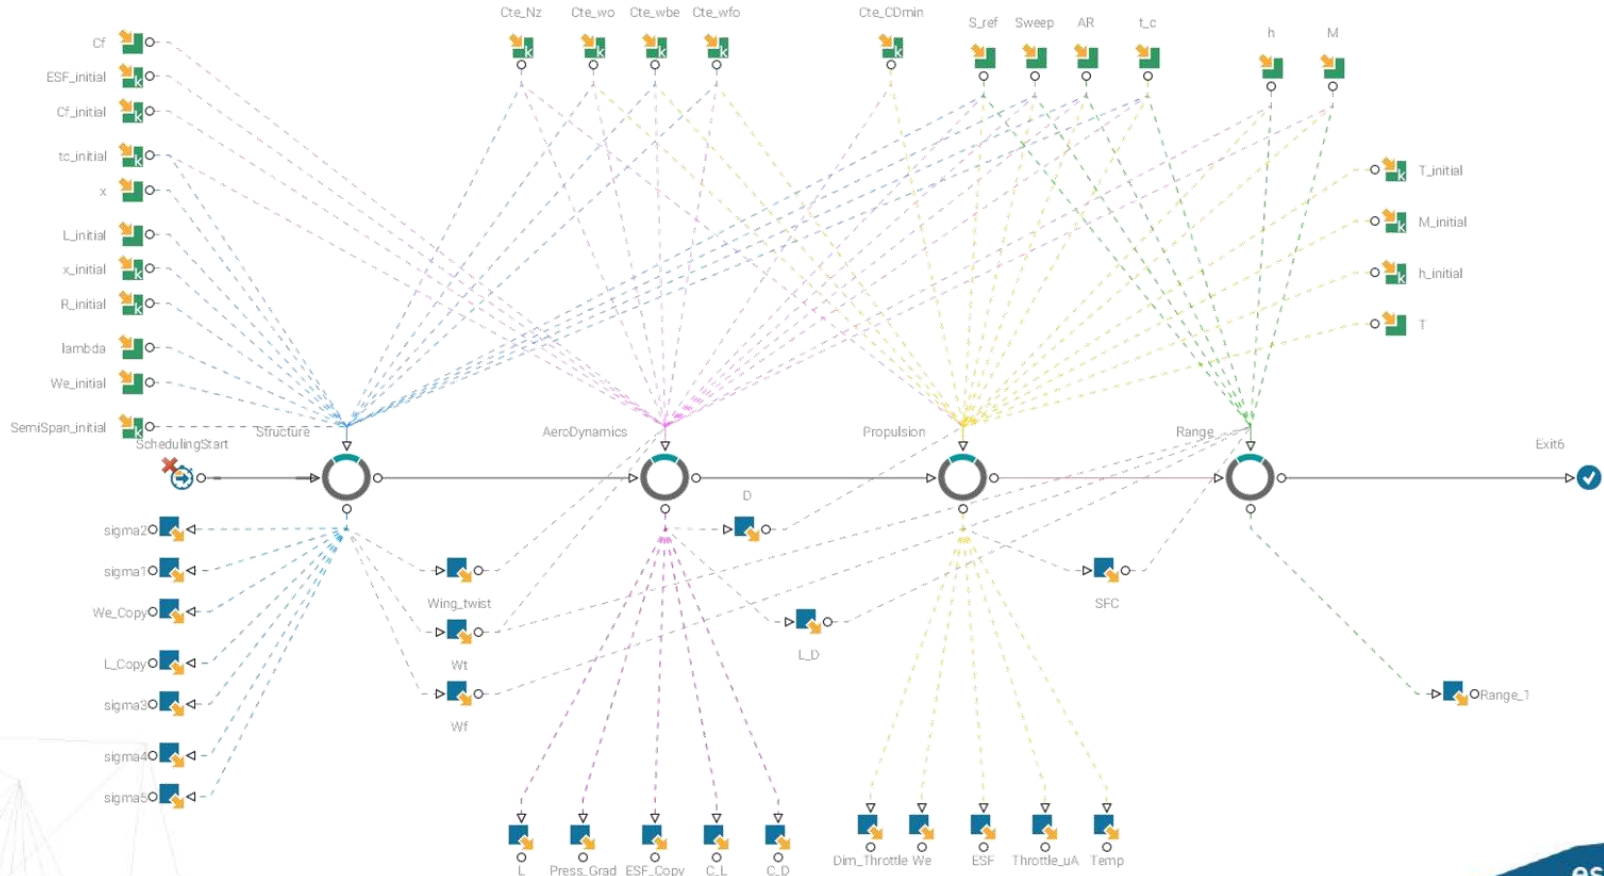 Cte_Nz
Cte_wo
Cte_wbe
Cte_wfo
Cte_CDmin
S_ref
Sweep
AR
t_c
h
M
Cf
ESF_initial
Cf_initial
tc_initial
x
L_initial
x_initial
R_initial
lambda
We_initial
SemiSpan_initial
T_initial
M_initial
h_initial
T
SchedulingStart
Structure
AeroDynamics
Propulsion
Range
Exit6
sigma2
sigma1
We_Copy
L_Copy
sigma3
sigma4
sigma5
Wing_twist
Wt
Wf
D
L_D
SFC
Range_1
L
Press_Grad
ESF_Copy
C_L
C_D
Dim_Throttle
We
ESF
Throttle_uA
Temp
es